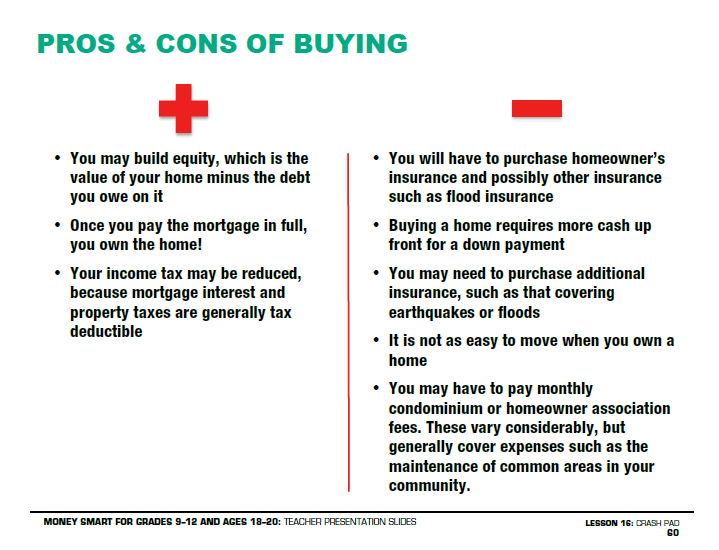 PROS & CONS OF BUYING
• You may build equity, which is the
value of your home minus the debt
you owe on it
• Once you pay the mortgage in full,
you own the home!
• Your income tax may be reduced,
because mortgage interest and
property taxes are generally tax
deductible
• You will have to purchase homeowner's
insurance and possibly other insurance
such as flood insurance
• Buying a home requires more cash up
front for a down payment
• You may need to purchase additional
insurance, such as that covering
earthquakes or floods
• It is not as easy to move when you own a
home
• You may have to pay monthly
condominium or homeowner association
fees. These vary considerably, but
generally cover expenses such as the
maintenance of common areas in your
community.
MONEY SMART FOR GRADES 9–12 AND AGES 18–20: TEACHER PRESENTATION SLIDES
LESSON 16: CRASH PAD
60